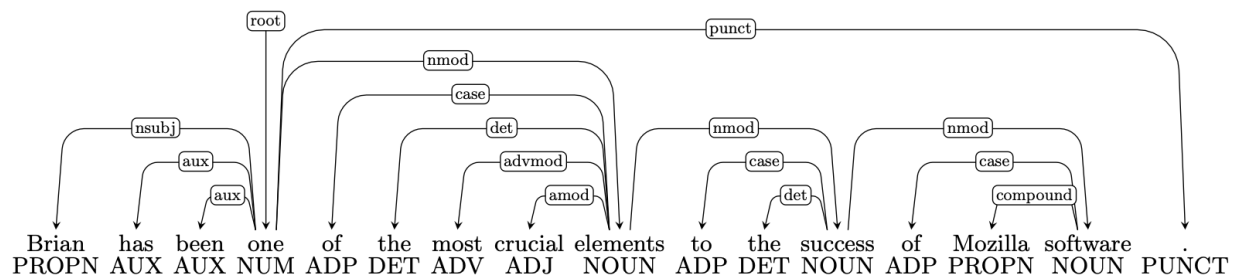 root
punct
nmod
case
nsubj det nmod nmod
aux advmod case case
aux amod det compound
Brian has been one of the most crucial elements to the success of Mozilla software .
PROPN AUX AUX NUM ADP DET ADV ADJ NOUN ADP DET NOUN ADP PROPN NOUN PUNCT